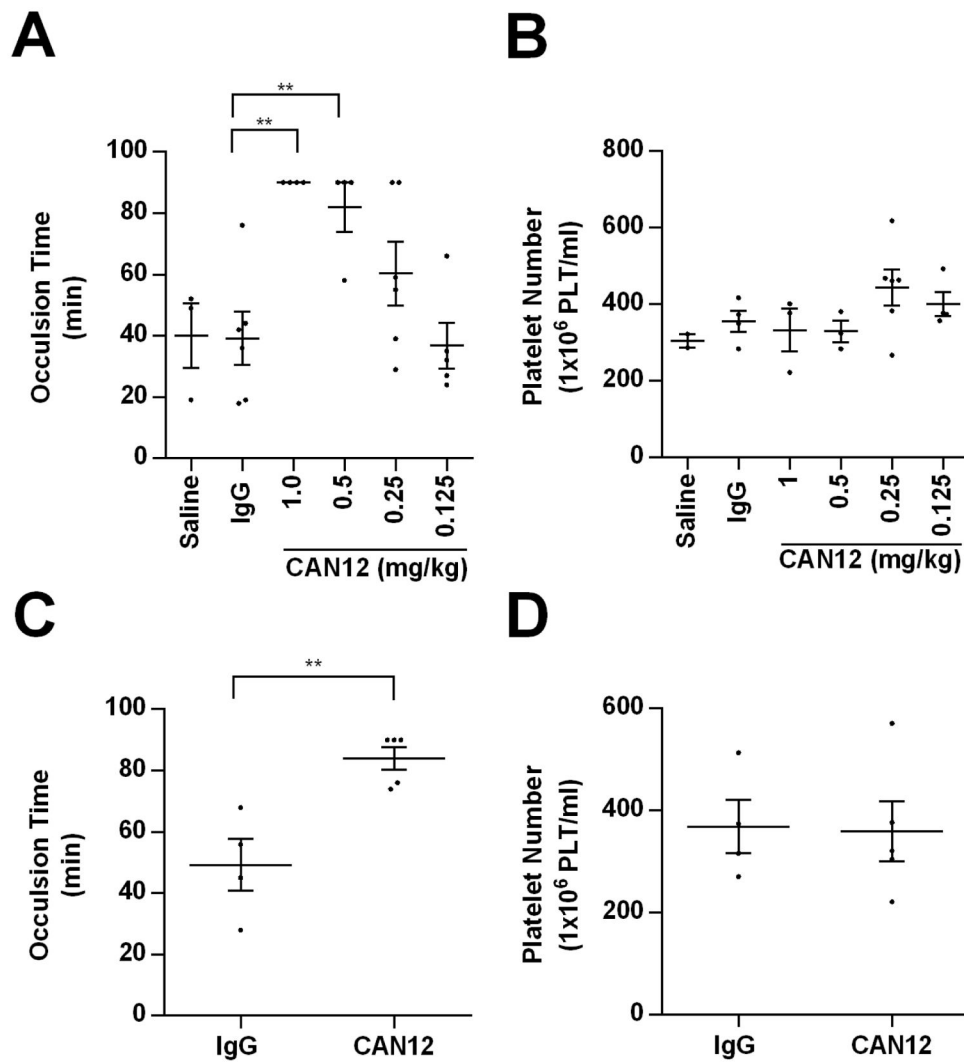 A
B
**
**
100
80
60
40
20
0
Occulsion Time
(min)
Saline
IgG
1.0
0.5
0.25
0.125
CAN12 (mg/kg)
800
600
400
200
0
Platelet Number
(1x10⁶ PLT/ml)
Saline
IgG
1
0.5
0.25
0.125
CAN12 (mg/kg)
C
D
**
100
80
60
40
20
0
Occulsion Time
(min)
IgG
CAN12
600
400
200
0
Platelet Number
(1x10⁶ PLT/ml)
IgG
CAN12